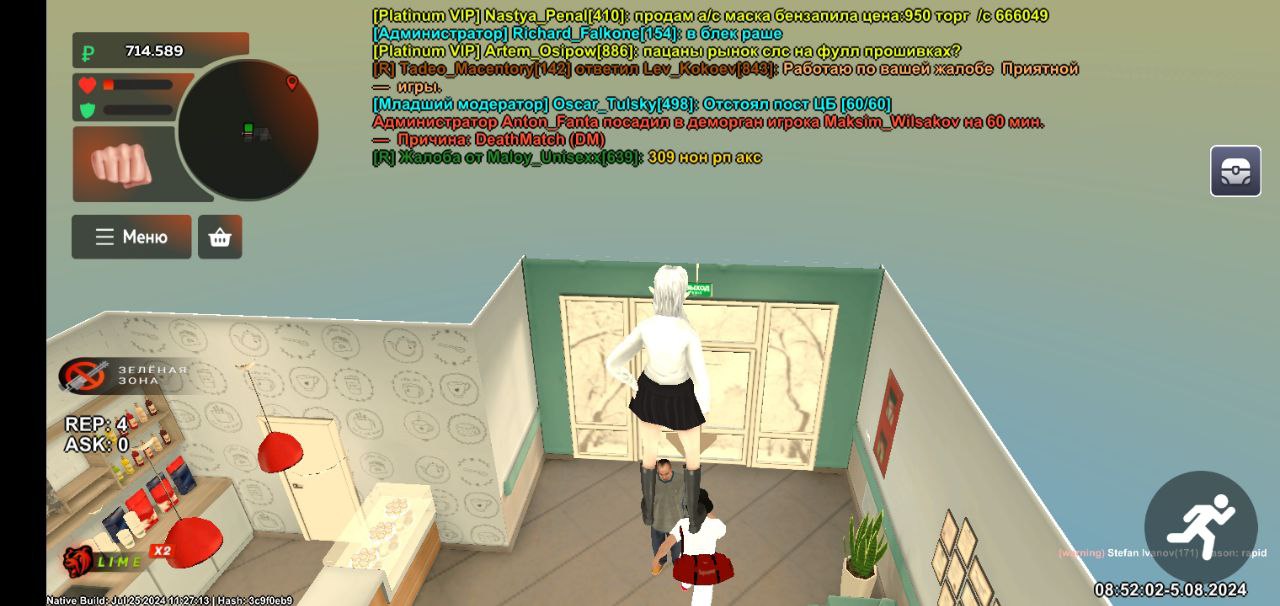 [Platinum VIP] Nastya_Penal[410]: продам а/с маска бензапила цена:950 торг /с 666049
[Администратор] Richard_Falkone[154]: в блек раше
[Platinum VIP] Artem_Osipow[886]: пацаны рынок слс на фулл прошивках?
[R] Tadeo_Macentory[142] ответил Lev_Kokoev[843]: Работаю по вашей жалобе Приятной
— игры.
[Младший модератор] Oscar_Tulsky[498]: Отстоял пост ЦБ [60/60]
Администратор Anton_Fanta посадил в деморган игрока Maksim_Wilsakov на 60 мин.
— Причина: DeathMatch (DM)
[R] Жалоба от Maloy_Unisexx[639]: 309 нон рп акс
714.589
Меню
ВЫХОД
ЗЕЛЁНАЯ
ЗОНА
REP: 4
ASK: 0
LIME X2
(warning) Stefan Ivanov(171) rapid
08:52:02-5.08.2024
Native Build: Jul 25 2024 11:27:13 | Hash: 3c9f0eb9